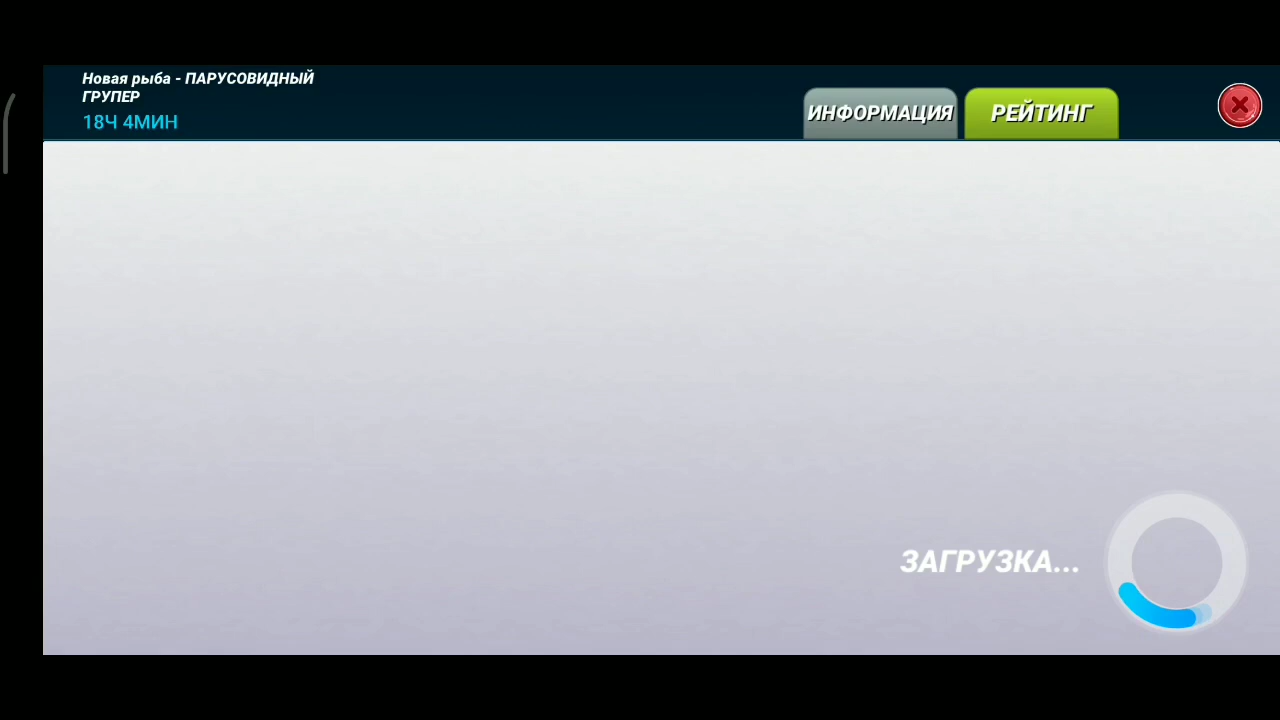 Новая рыба - ПАРУСОВИДНЫЙ
ГРУПЕР
18Ч 4МИН
ИНФОРМАЦИЯ
РЕЙТИНГ
ЗАГРУЗКА...